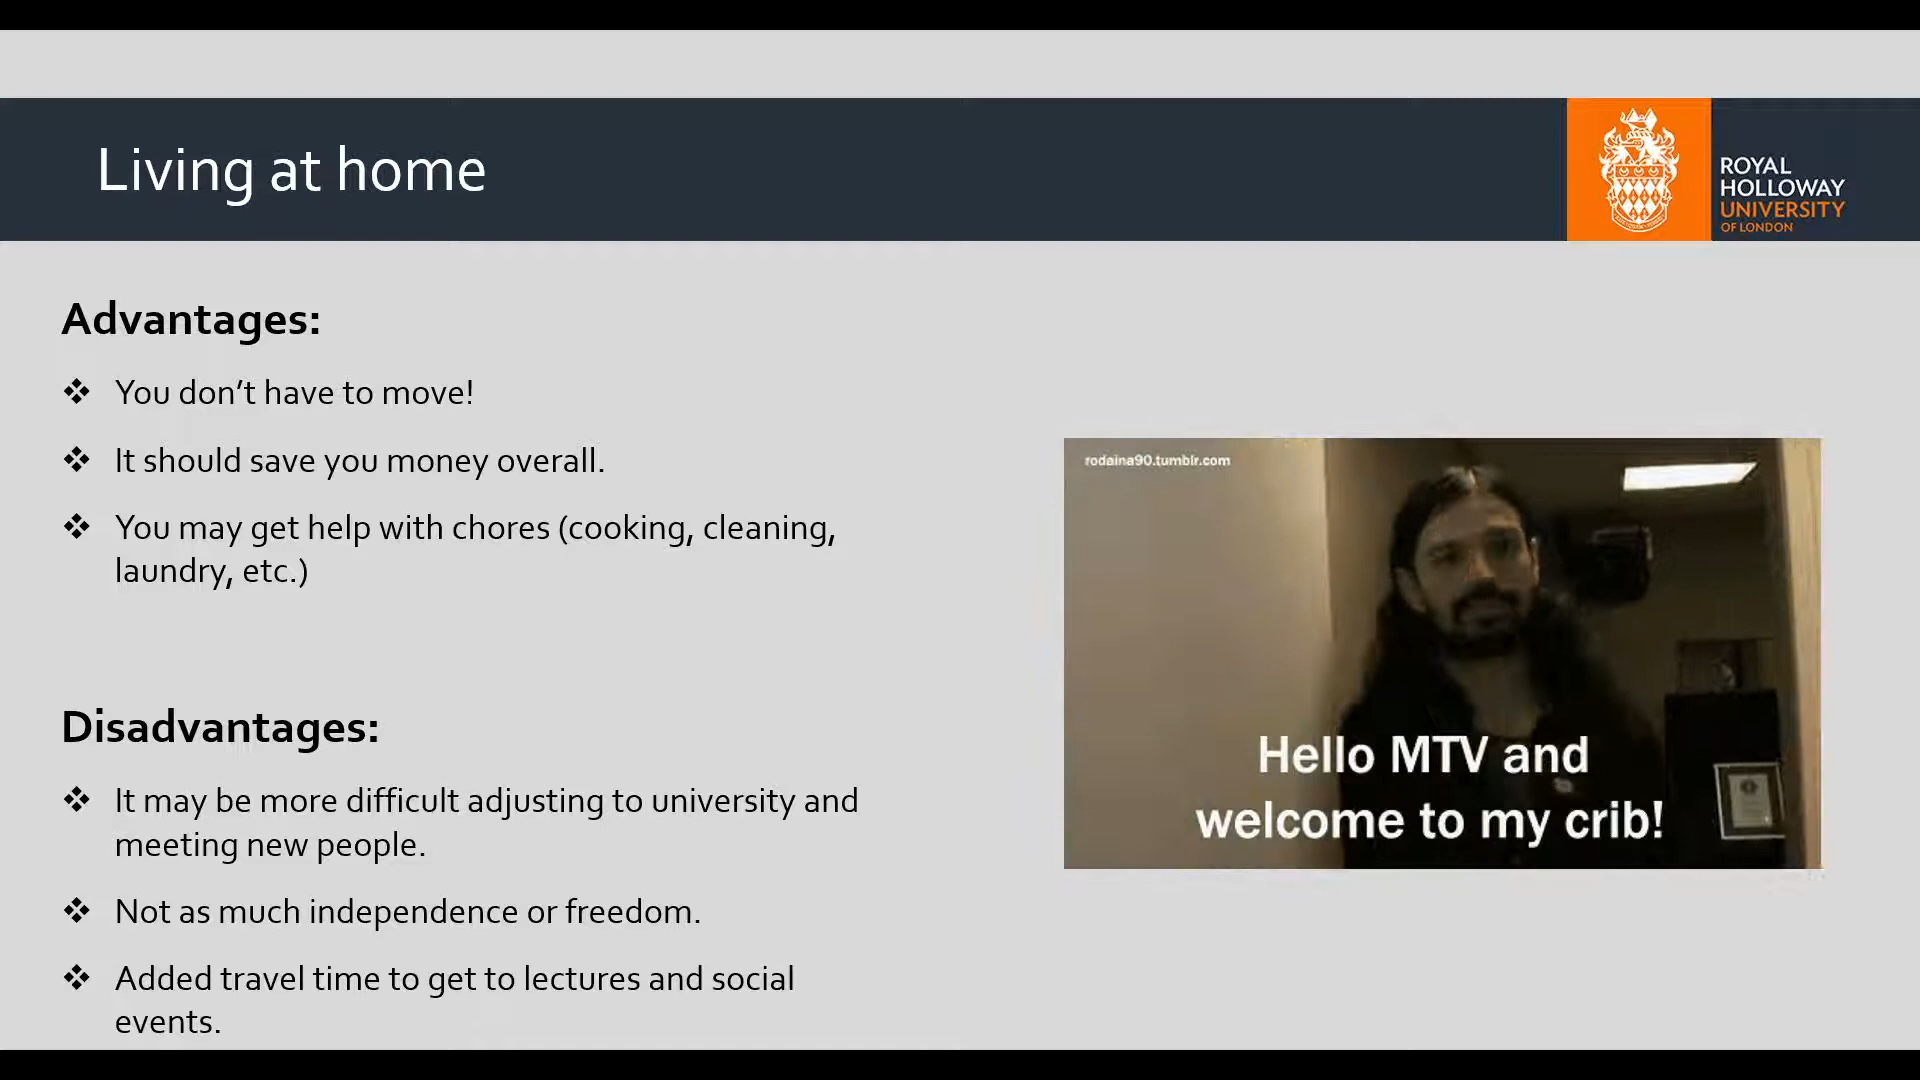 Living at home
ROYAL
HOLLOWAY
UNIVERSITY
OF LONDON
Advantages:
❖ You don’t have to move!
❖ It should save you money overall.
❖ You may get help with chores (cooking, cleaning,
laundry, etc.)
Disadvantages:
❖ It may be more difficult adjusting to university and
meeting new people.
❖ Not as much independence or freedom.
❖ Added travel time to get to lectures and social
events.
rodaina90.tumblr.com
Hello MTV and
welcome to my crib!